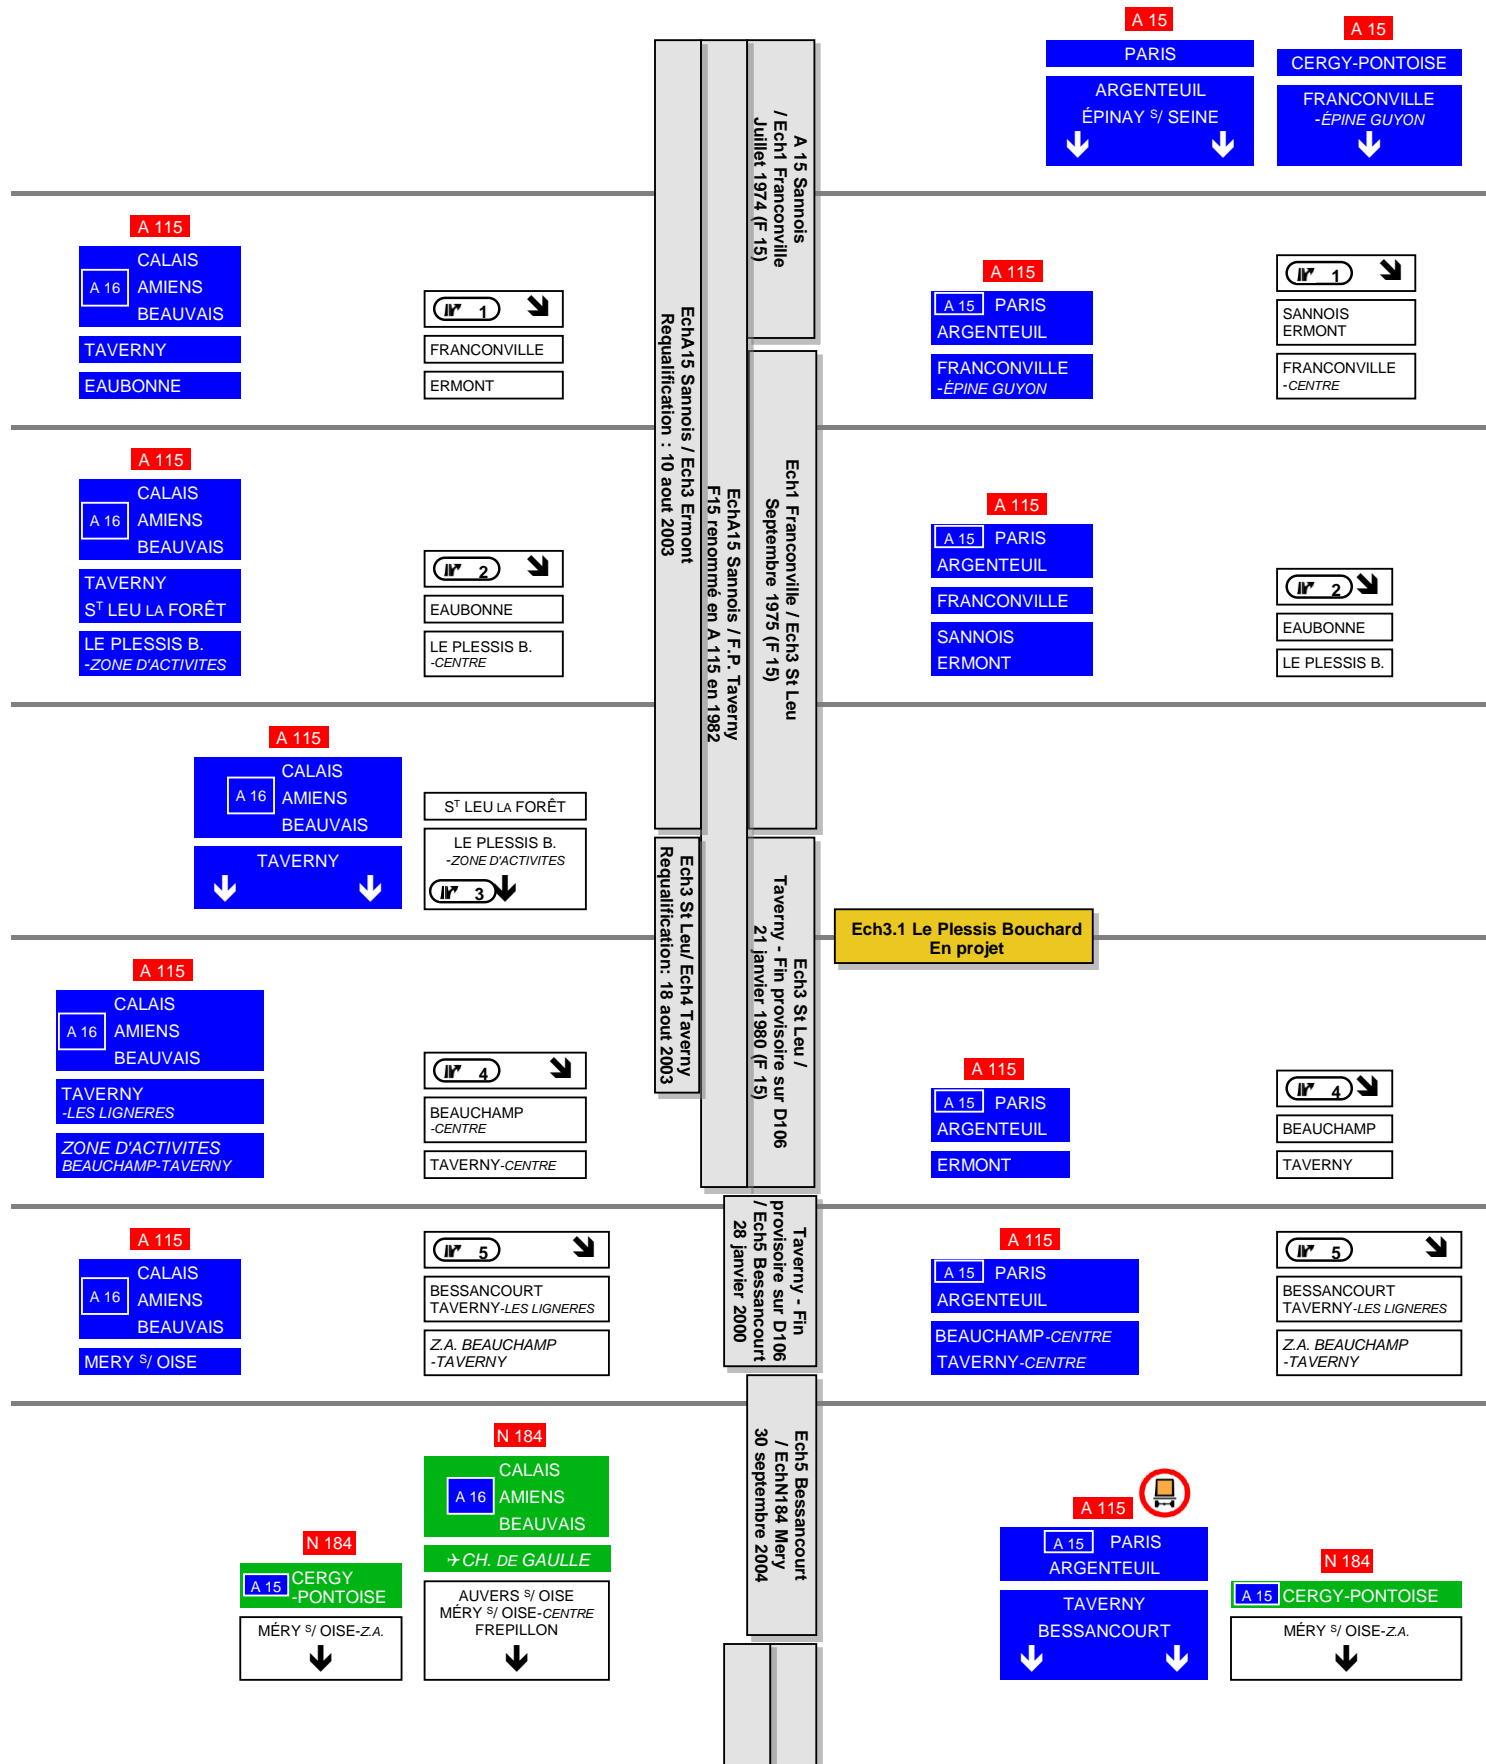 A 15
PARIS
ARGENTEUIL
ÉPINAY S/ SEINE
A 15
CERGY-PONTOISE
FRANCONVILLE
-ÉPINE GUYON
A 15 Sannois
/ Ech1 Franconville
Juillet 1974 (F 15)
EchA15 Sannois / Ech3 Ermont
Requalification : 10 aout 2003
EchA15 Sannois / F.P. Taverny
F15 renommé en A 115 en 1982
Ech1 Franconville / Ech3 St Leu
Septembre 1975 (F 15)
A 115
CALAIS
A 16 AMIENS
BEAUVAIS
TAVERNY
EAUBONNE
1
FRANCONVILLE
ERMONT
A 115
A 15 PARIS
ARGENTEUIL
FRANCONVILLE
-ÉPINE GUYON
1
SANNOIS
ERMONT
FRANCONVILLE
-CENTRE
A 115
CALAIS
A 16 AMIENS
BEAUVAIS
TAVERNY
ST LEU LA FORÊT
LE PLESSIS B.
-ZONE D'ACTIVITES
2
EAUBONNE
LE PLESSIS B.
-CENTRE
A 115
A 15 PARIS
ARGENTEUIL
FRANCONVILLE
SANNOIS
ERMONT
2
EAUBONNE
LE PLESSIS B.
A 115
CALAIS
A 16 AMIENS
BEAUVAIS
TAVERNY
ST LEU LA FORÊT
LE PLESSIS B.
-ZONE D'ACTIVITES
3
Ech3 St Leu/ Ech4 Taverny
Requalification: 18 aout 2003
Ech3 St Leu /
Taverny - Fin provisoire sur D106
21 janvier 1980 (F 15)
Ech3.1 Le Plessis Bouchard
En projet
A 115
CALAIS
A 16 AMIENS
BEAUVAIS
TAVERNY
-LES LIGNERES
ZONE D'ACTIVITES
BEAUCHAMP-TAVERNY
4
BEAUCHAMP
-CENTRE
TAVERNY-CENTRE
A 115
A 15 PARIS
ARGENTEUIL
ERMONT
4
BEAUCHAMP
TAVERNY
Taverny - Fin
provisoire sur D106
/ Ech5 Bessancourt
28 janvier 2000
A 115
CALAIS
A 16 AMIENS
BEAUVAIS
MERY S/ OISE
5
BESSANCOURT
TAVERNY-LES LIGNERES
Z.A. BEAUCHAMP
-TAVERNY
A 115
A 15 PARIS
ARGENTEUIL
BEAUCHAMP-CENTRE
TAVERNY-CENTRE
5
BESSANCOURT
TAVERNY-LES LIGNERES
Z.A. BEAUCHAMP
-TAVERNY
Ech5 Bessancourt
/ EchN184 Mery
30 septembre 2004
N 184
A 15 CERGY
-PONTOISE
MÉRY S/ OISE-Z.A.
N 184
CALAIS
A 16 AMIENS
BEAUVAIS
CH. DE GAULLE
AUVERS S/ OISE
MÉRY S/ OISE-CENTRE
FREPILLON
A 115
A 15 PARIS
ARGENTEUIL
TAVERNY
BESSANCOURT
N 184
A 15 CERGY-PONTOISE
MÉRY S/ OISE-Z.A.